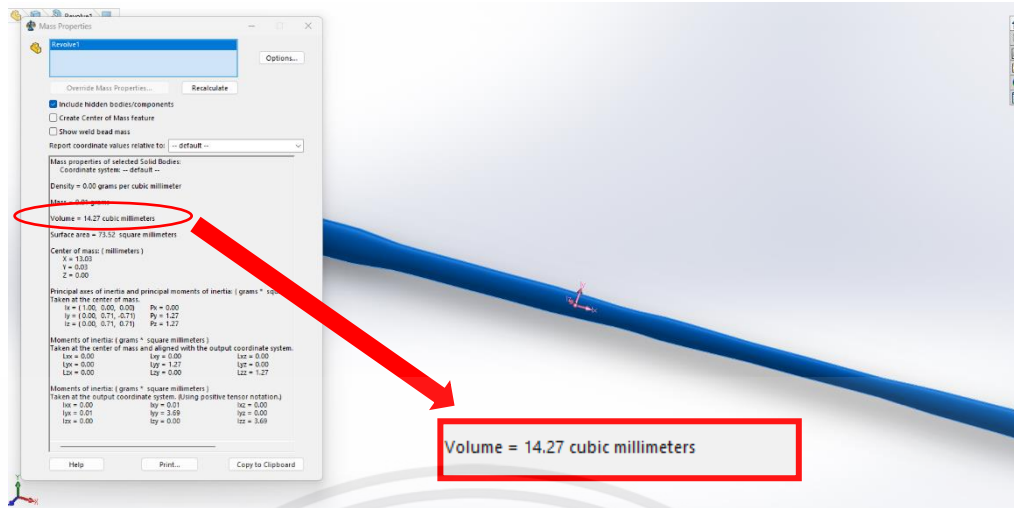 Revolve1
Mass Properties
Revolve1
Options...
Override Mass Properties...
Recalculate
Include hidden bodies/components
Create Center of Mass feature
Show weld bead mass
Report coordinate values relative to:
-- default --
Mass properties of selected Solid Bodies:
Coordinate system: -- default --
Density = 0.00 grams per cubic millimeter
Mass = 0.01 grams
Volume = 14.27 cubic millimeters
Surface area = 73.52 square millimeters
Center of mass: ( millimeters )
X = 13.03
Y = 0.03
Z = 0.00
Principal axes of inertia and principal moments of inertia: ( grams *
Taken at the center of mass.
Ix = ( 1.00, 0.00, 0.00) Px = 0.00
Iy = ( 0.00, 0.71, -0.71) Py = 1.27
Iz = ( 0.00, 0.71, 0.71) Pz = 1.27
Moments of inertia: ( grams * square millimeters )
Taken at the center of mass and aligned with the output coordinate system.
Lxx = 0.00 Lxy = 0.00 Lxz = 0.00
Lyx = 0.00 Lyy = 1.27 Lyz = 0.00
Lzx = 0.00 Lzy = 0.00 Lzz = 1.27
Moments of inertia: ( grams * square millimeters )
Taken at the output coordinate system. (Using positive tensor notation.)
Ixx = 0.00 Ixy = 0.01 Ixz = 0.00
Iyx = 0.01 Iyy = 3.69 Iyz = 0.00
Izx = 0.00 Izy = 0.00 Izz = 3.69
Help
Print...
Copy to Clipboard
Volume = 14.27 cubic millimeters
Y
X